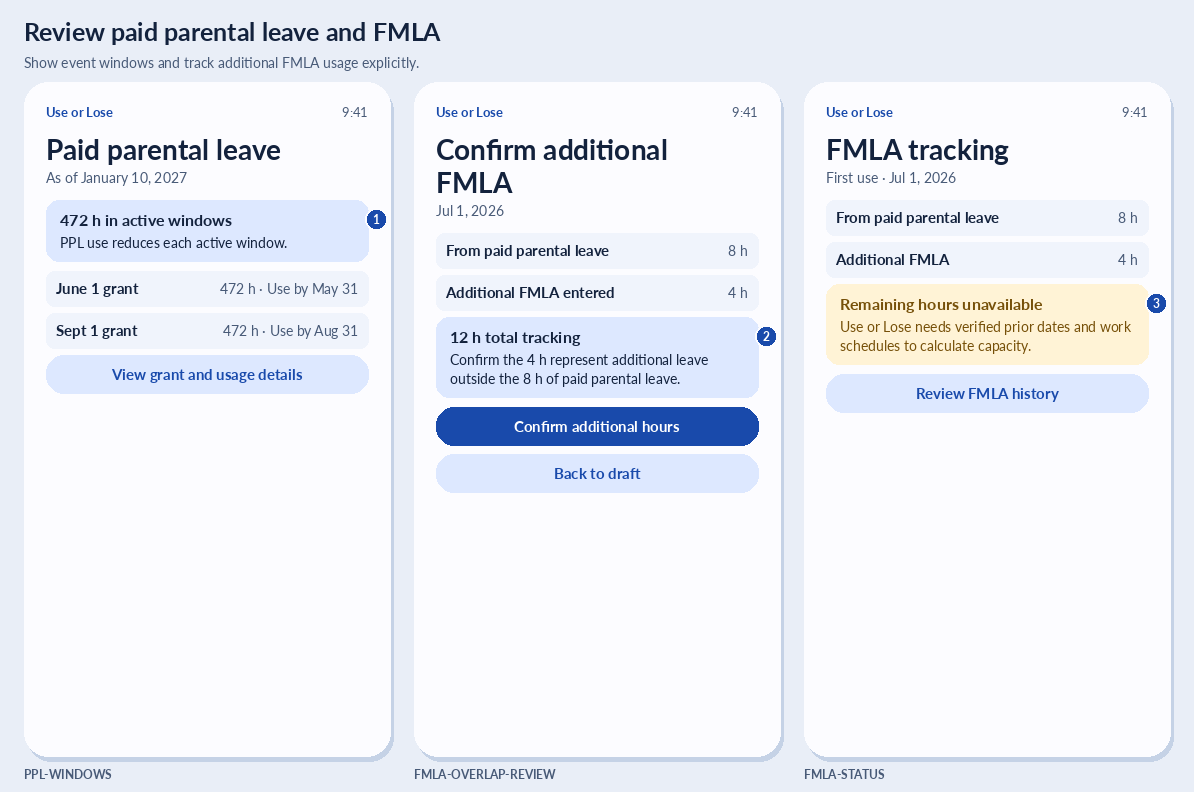 Review paid parental leave and FMLA
Show event windows and track additional FMLA usage explicitly.
Use or Lose
9:41
Paid parental leave
As of January 10, 2027
472 h in active windows
PPL use reduces each active window.
1
June 1 grant
472 h · Use by May 31
Sept 1 grant
472 h · Use by Aug 31
View grant and usage details
PPL-WINDOWS
Use or Lose
9:41
Confirm additional
FMLA
Jul 1, 2026
From paid parental leave
8 h
Additional FMLA entered
4 h
12 h total tracking
Confirm the 4 h represent additional leave
outside the 8 h of paid parental leave.
2
Confirm additional hours
Back to draft
FMLA-OVERLAP-REVIEW
Use or Lose
9:41
FMLA tracking
First use · Jul 1, 2026
From paid parental leave
8 h
Additional FMLA
4 h
Remaining hours unavailable
Use or Lose needs verified prior dates and work
schedules to calculate capacity.
3
Review FMLA history
FMLA-STATUS